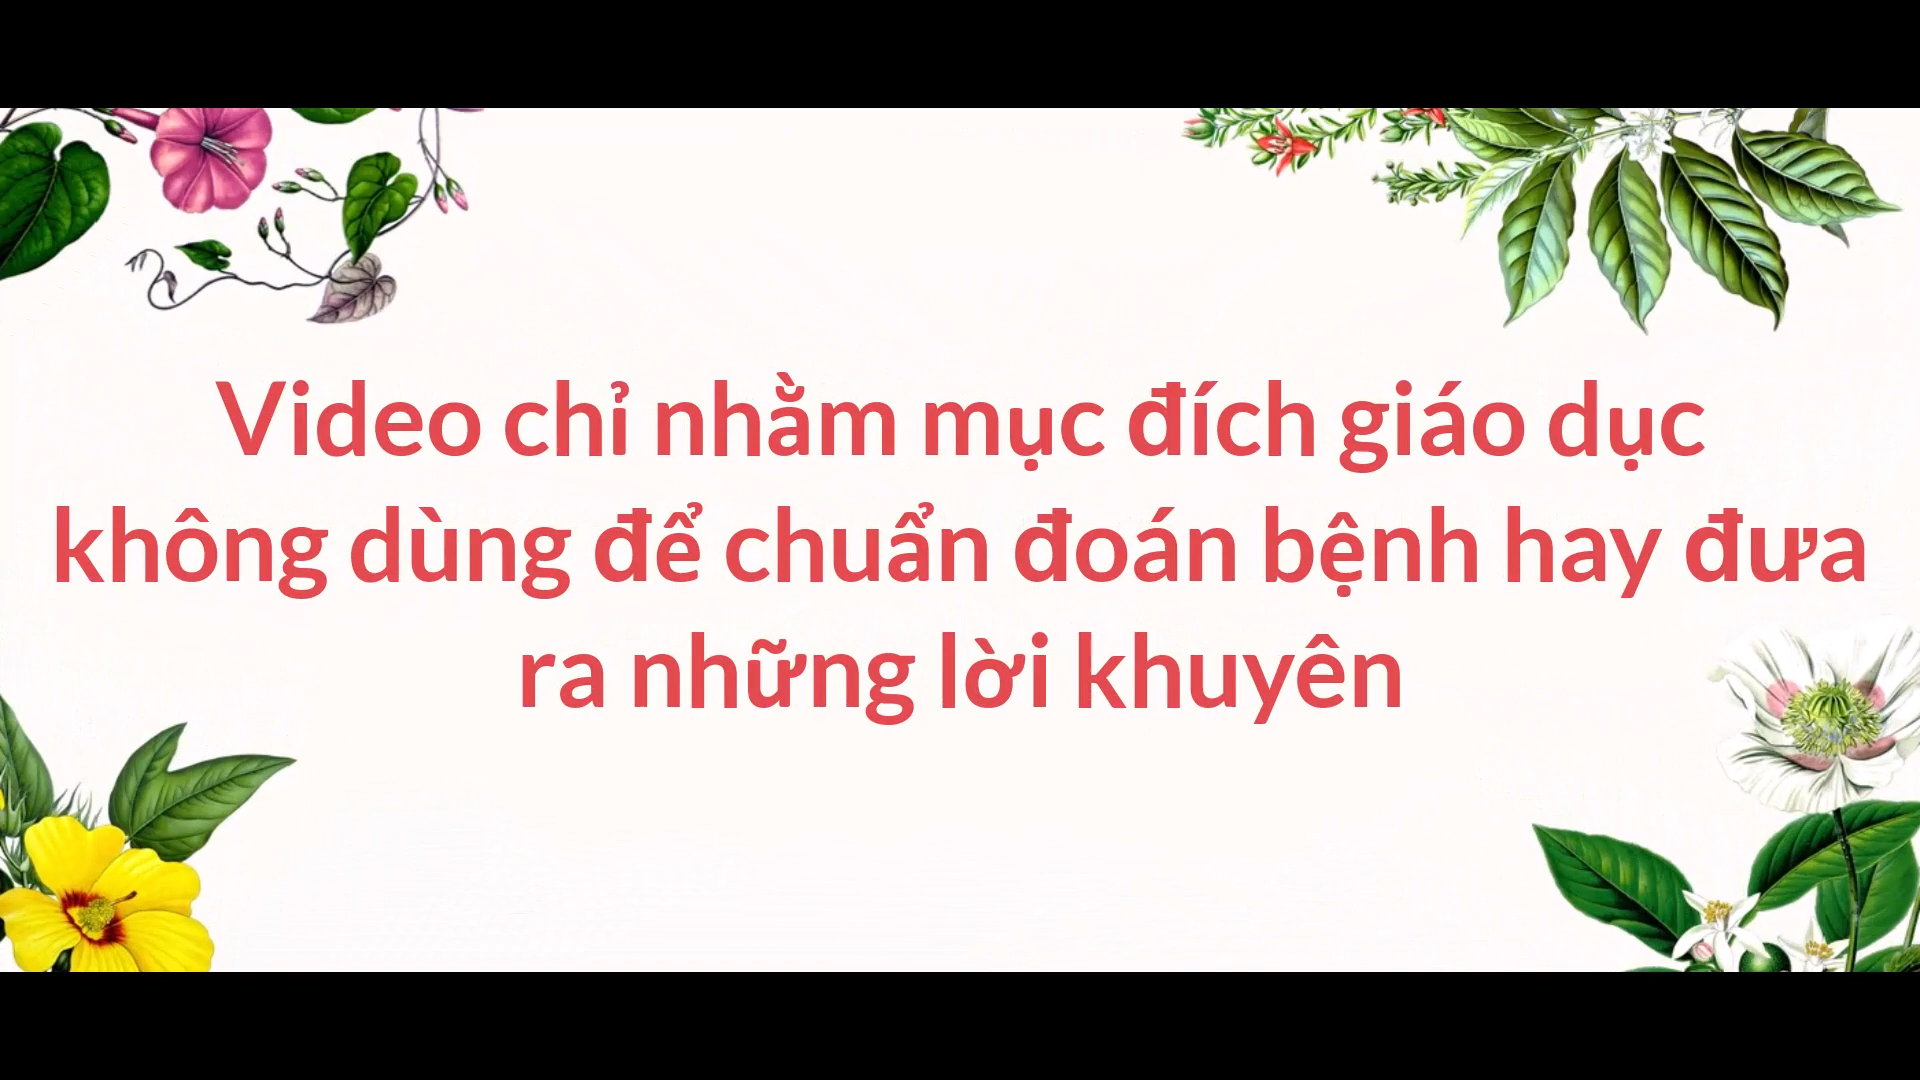 Video chỉ nhằm mục đích giáo dục
không dùng để chuẩn đoán bệnh hay đưa
ra những lời khuyên